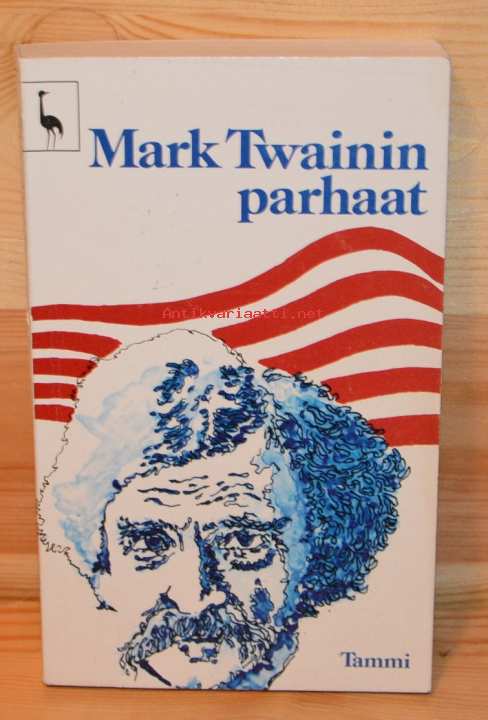 Mark Twainin
parhaat
Antikvariaatti.net
Tammi